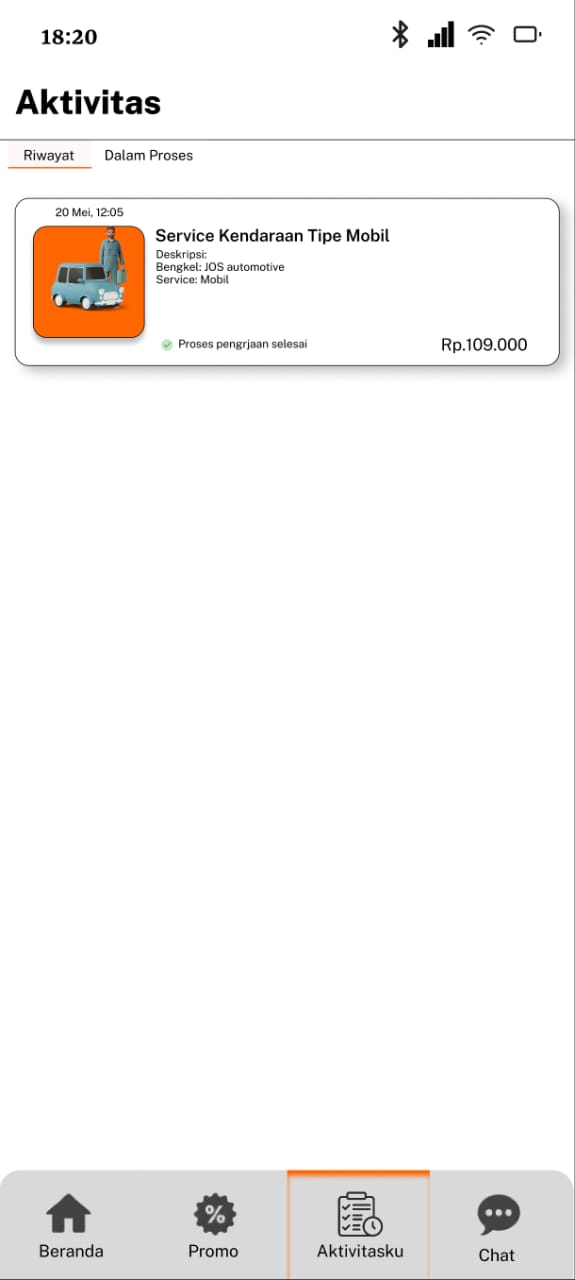 18:20
Aktivitas
Riwayat Dalam Proses
20 Mei, 12:05
Service Kendaraan Tipe Mobil
Deskripsi:
Bengkel: JOS automotive
Service: Mobil
Proses pengrjaan selesai Rp.109.000
%
Beranda Promo Aktivitasku Chat